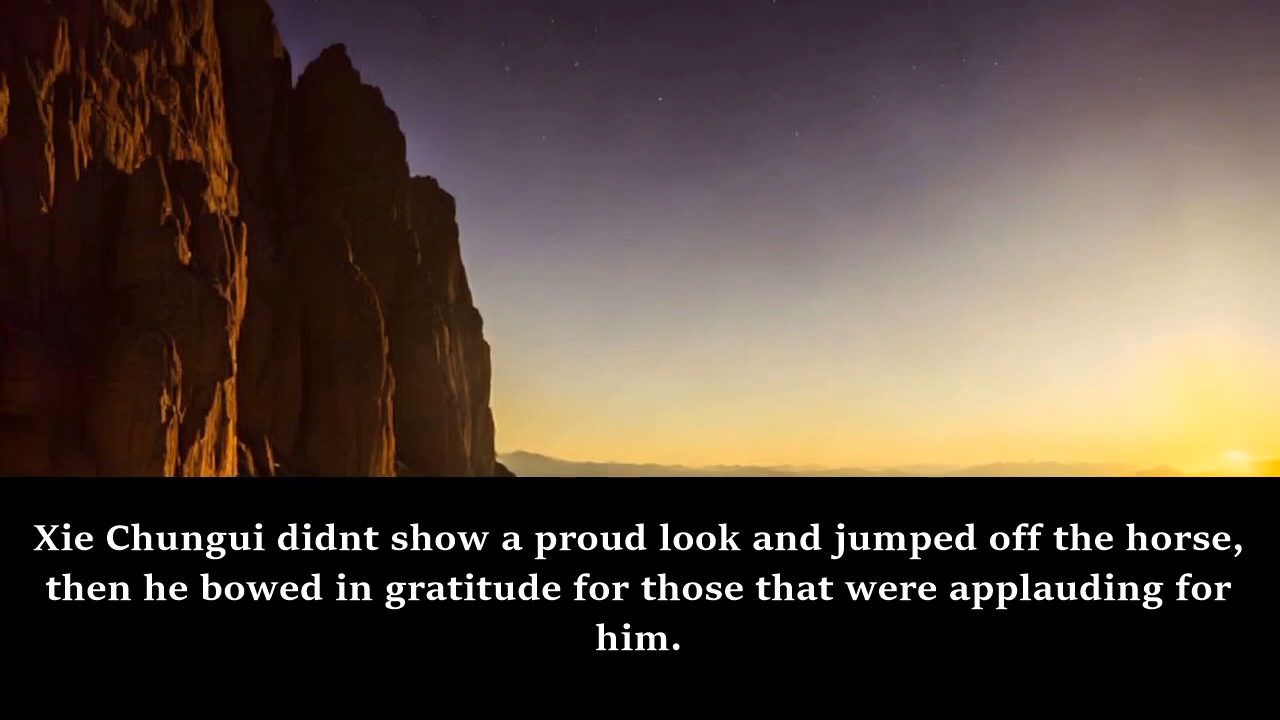 Xie Chungui didnt show a proud look and jumped off the horse,
then he bowed in gratitude for those that were applauding for
him.